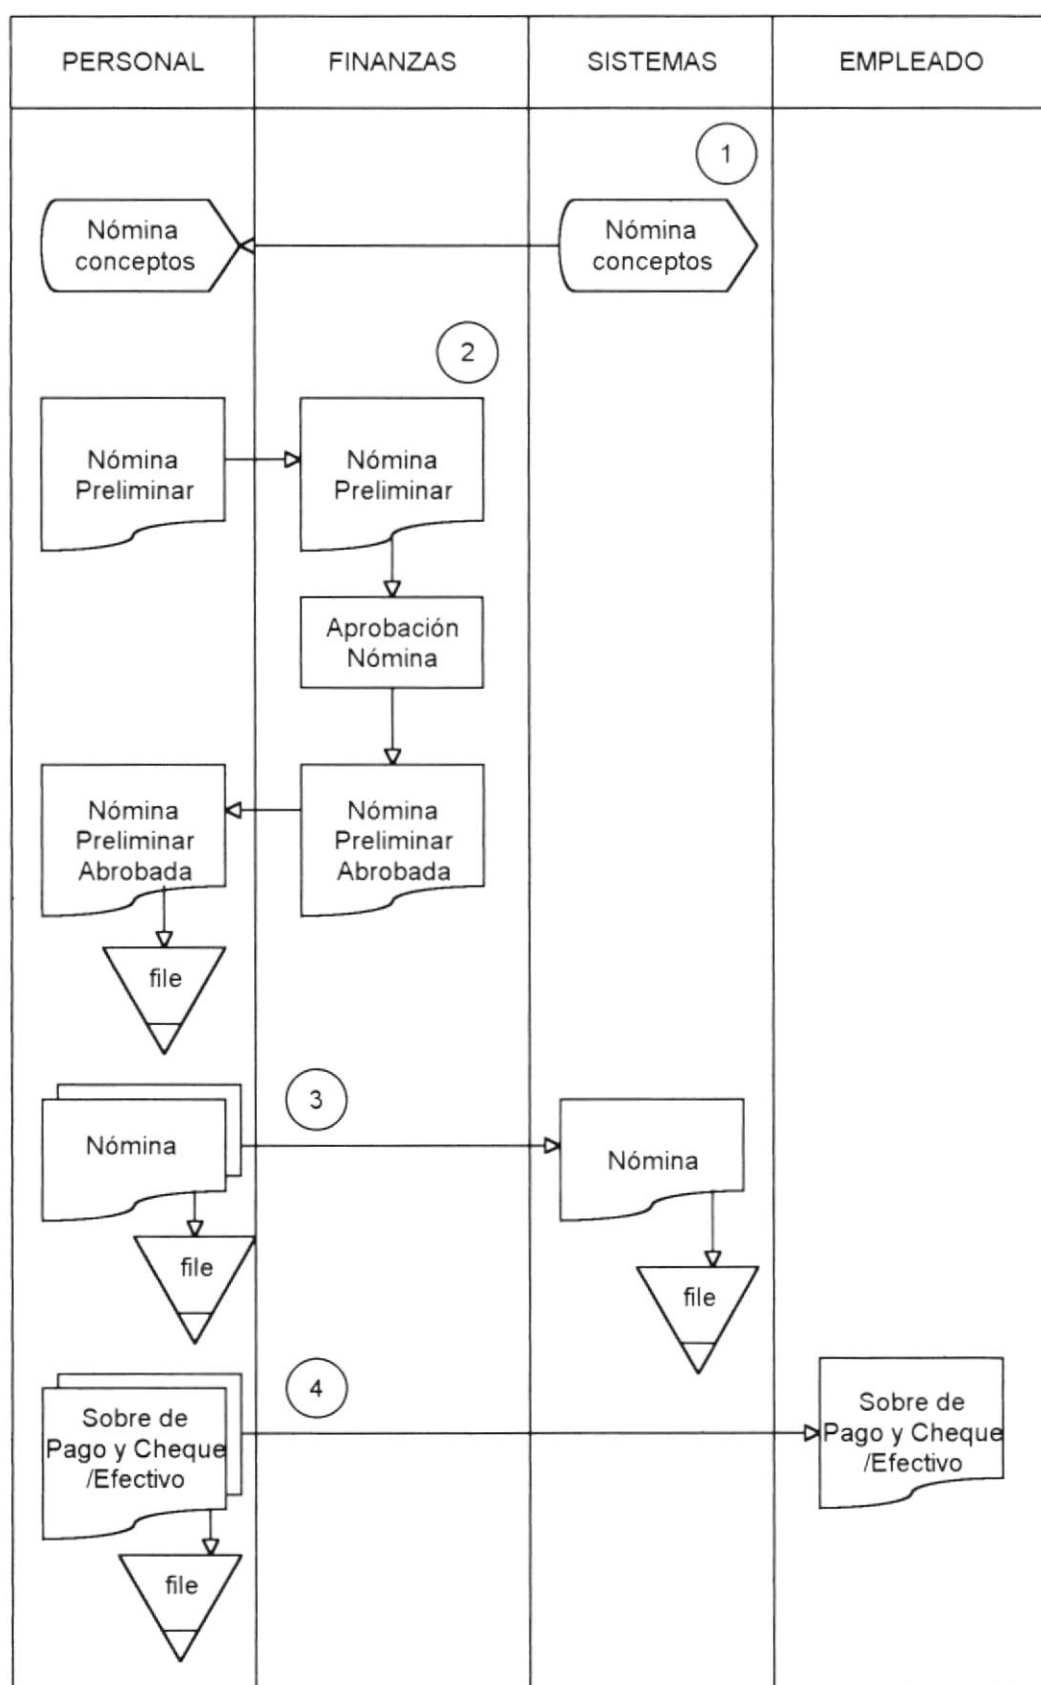 PERSONAL
FINANZAS
SISTEMAS
EMPLEADO
1
Nómina
conceptos
Nómina
conceptos
2
Nómina
Preliminar
Nómina
Preliminar
Aprobación
Nómina
Nómina
Preliminar
Abrobada
Nómina
Preliminar
Abrobada
file
3
Nómina
Nómina
file
file
4
Sobre de
Pago y Cheque
/Efectivo
Sobre de
Pago y Cheque
/Efectivo
file